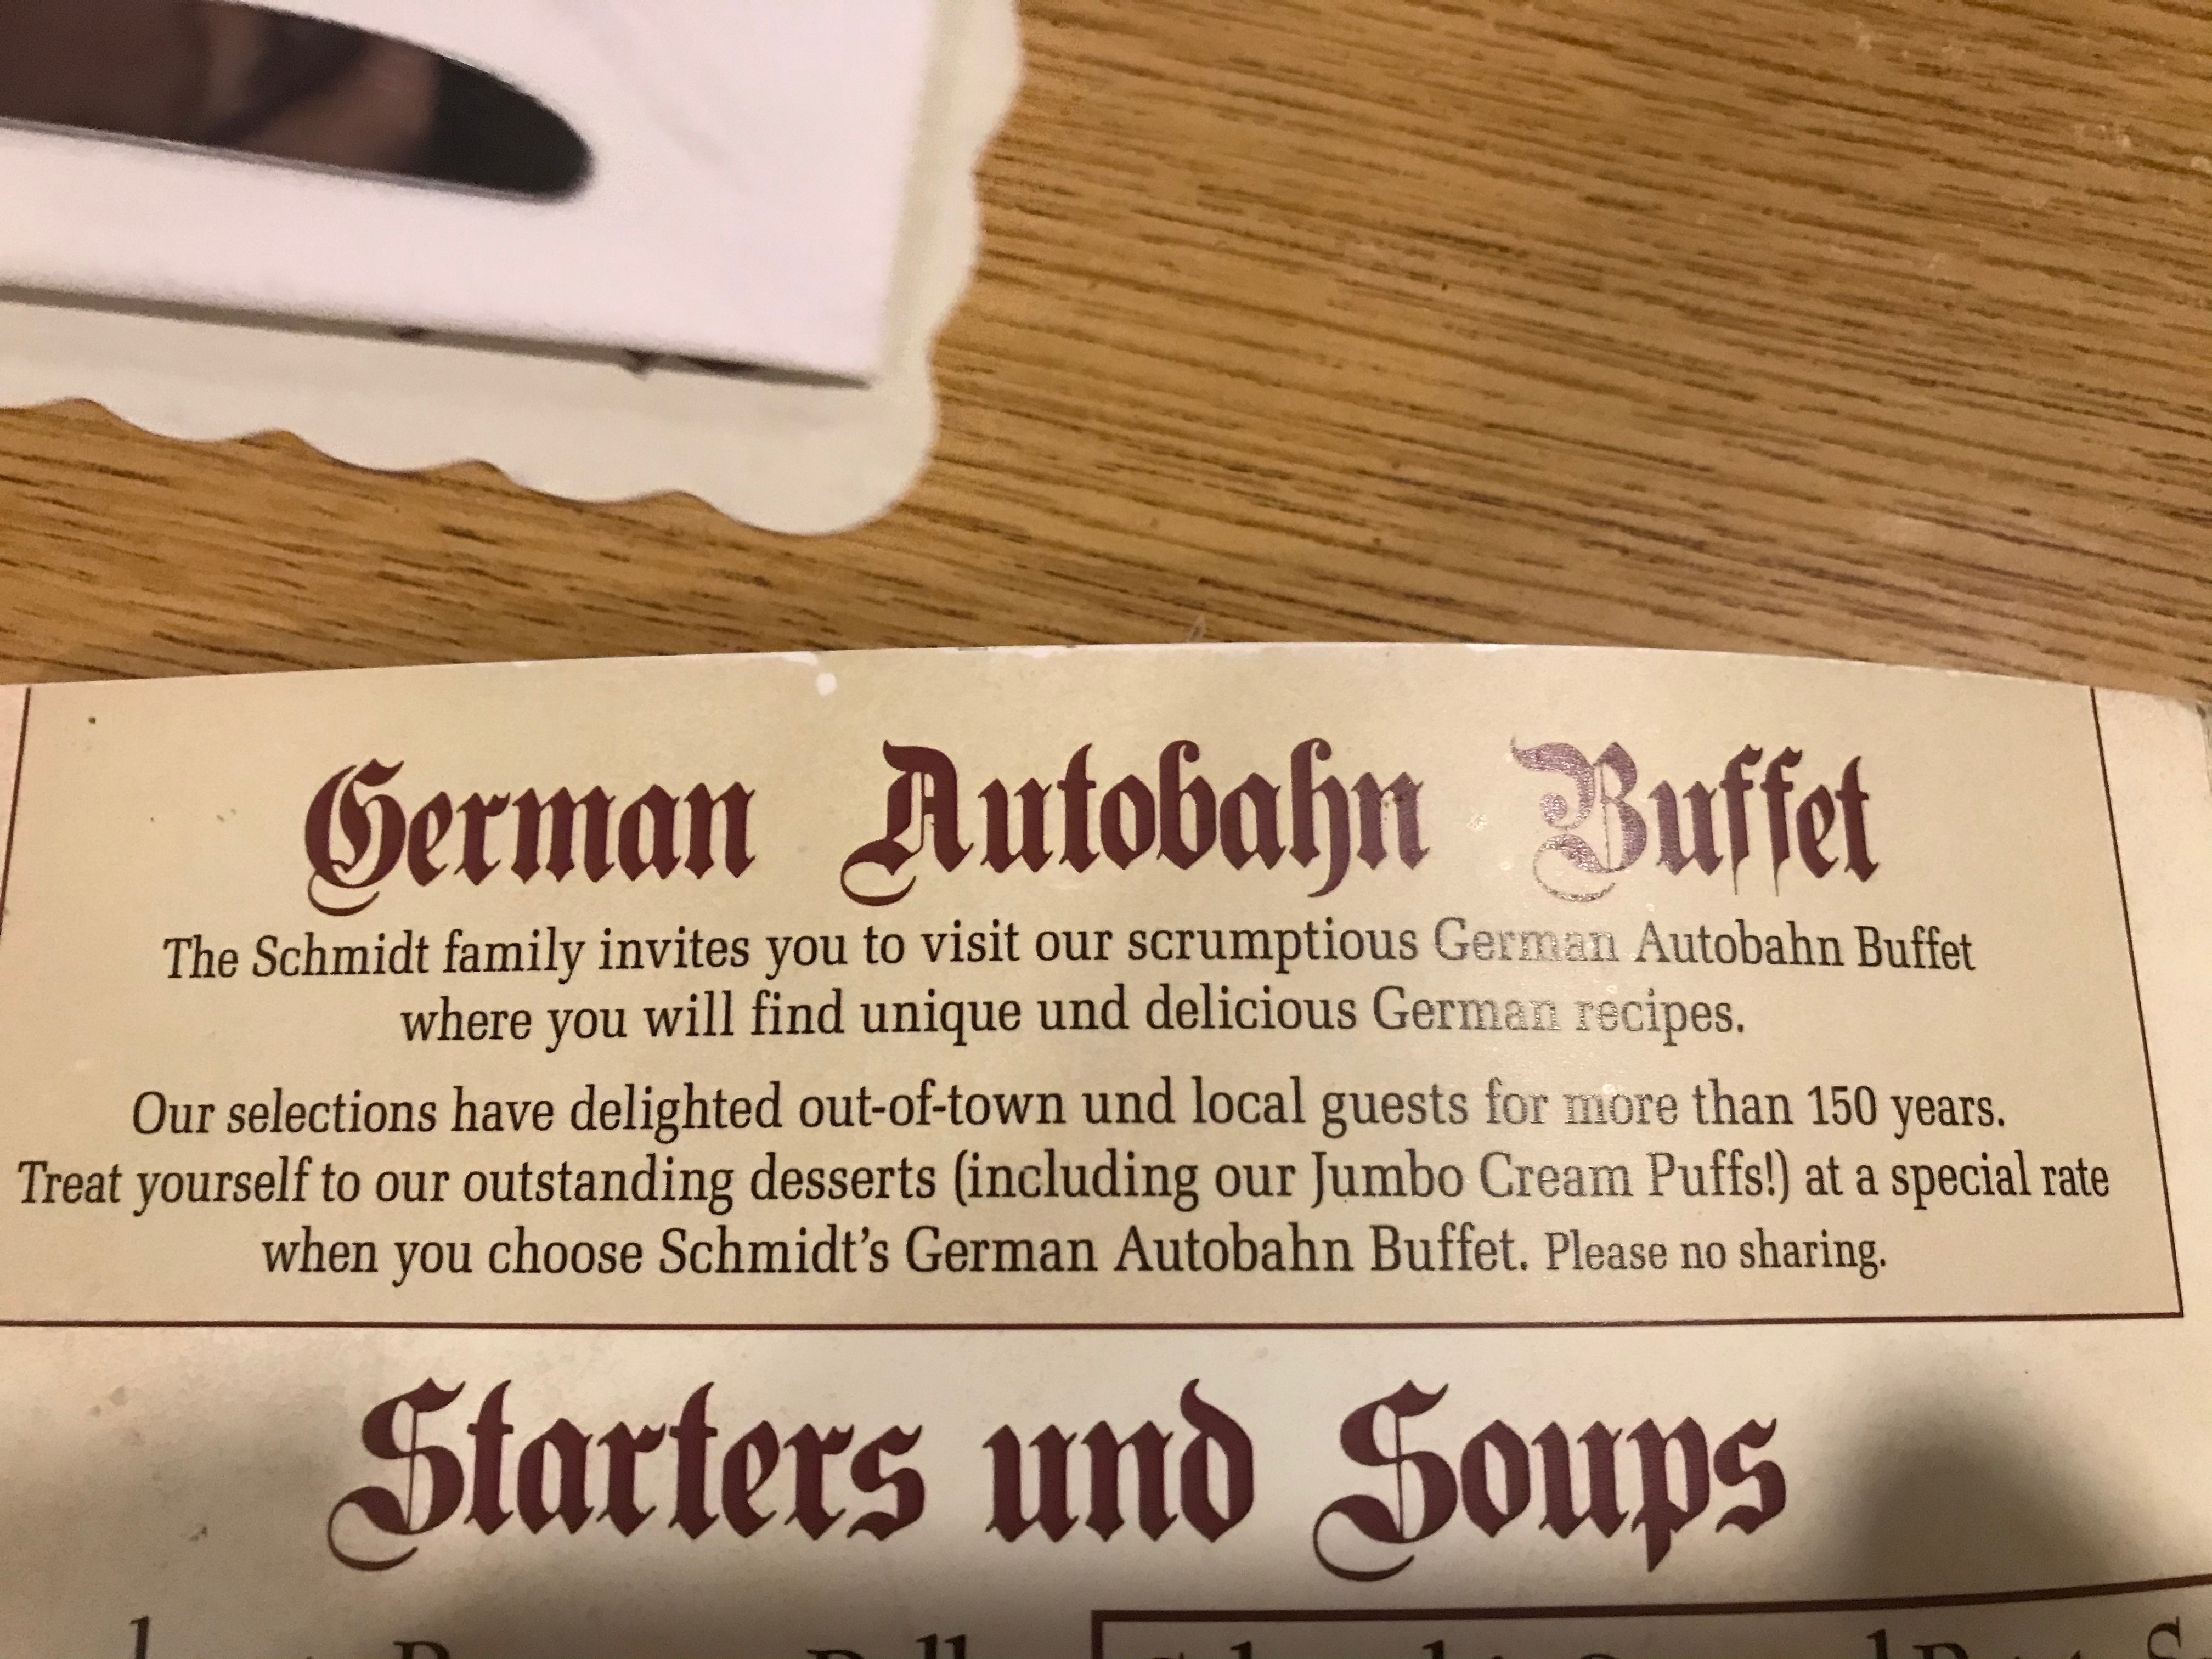 German Autobahn Buffet
The Schmidt family invites you to visit our scrumptious German Autobahn Buffet
where you will find unique und delicious German recipes.
Our selections have delighted out-of-town und local guests for more than 150 years.
Treat yourself to our outstanding desserts (including our Jumbo Cream Puffs!) at a special rate
when you choose Schmidt's German Autobahn Buffet. Please no sharing.
Starters und Soups